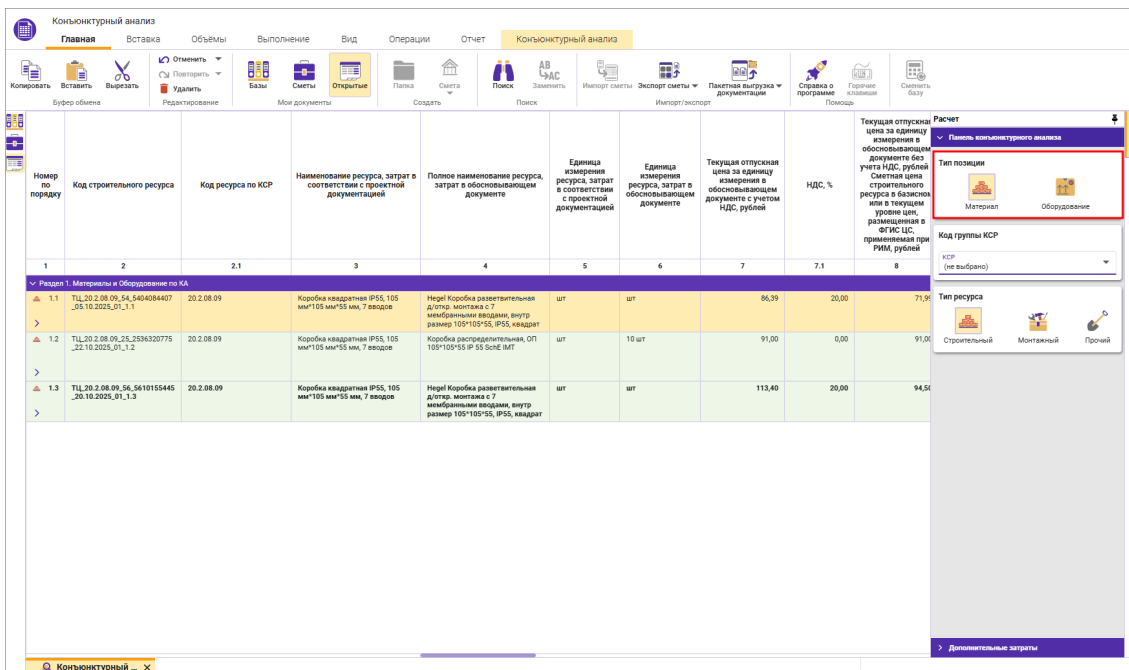 Конъюнктурный анализ
Главная Вставка Объёмы Выполнение Вид Операции Отчет Конъюнктурный анализ
Копировать Вставить Вырезать
Буфер обмена
Отменить
Повторить
Удалить
Редактирование
Базы Сметы Открытые
Мои документы
Папка Смета
Создать
Поиск
AB
AC
Заменить
Поиск
Импорт сметы Экспорт сметы Пакетная выгрузка
документации
Импорт/экспорт
Справка о
программе
Горячие
клавиши
Помощь
Сменить
базу
Номер
по
порядку
Код строительного ресурса
Код ресурса по КСР
Наименование ресурса, затрат в
соответствии с проектной
документацией
Полное наименование ресурса,
затрат в обосновывающем
документе
Единица
измерения
ресурса, затрат
в соответствии
с проектной
документацией
Единица
измерения
ресурса, затрат в
обосновывающем
документе
Текущая отпускная
цена за единицу
измерения в
обосновывающем
документе с учетом
НДС, рублей
НДС, %
Текущая отпускная
цена за единицу
измерения в
обосновывающем
документе без
учета НДС, рублей
Сметная цена
строительного
ресурса в базисном
или в текущем
уровне цен,
размещенная в
ФГИС ЦС,
применяемая при
РИМ, рублей
1 2 2.1 3 4 5 6 7 7.1 8
Раздел 1. Материалы и Оборудование по КА
1.1 ТЦ_20.2.08.09_54_5404084407
_05.10.2025_01_1.1
20.2.08.09
Коробка квадратная IP55, 105
мм*105 мм*55 мм, 7 вводов
Hegel Коробка разветвительная
д/откр. монтажа с 7
мембранными вводами, внутр
размер 105*105*55, IP55, квадрат
шт шт 86,39 20,00 71,99
1.2 ТЦ_20.2.08.09_25_2536320775
_22.10.2025_01_1.2
20.2.08.09
Коробка квадратная IP55, 105
мм*105 мм*55 мм, 7 вводов
Коробка распределительная, ОП
105*105*55 IP 55 SchE IMT
шт 10 шт 91,00 0,00 91,00
1.3 ТЦ_20.2.08.09_56_5610155445
_20.10.2025_01_1.3
20.2.08.09
Коробка квадратная IP55, 105
мм*105 мм*55 мм, 7 вводов
Hegel Коробка разветвительная
д/откр. монтажа с 7
мембранными вводами, внутр
размер 105*105*55, IP55, квадрат
шт шт 113,40 20,00 94,50
Расчет
Панель конъюнктурного анализа
Тип позиции
Материал Оборудование
Код группы КСР
КСР
(не выбрано)
Тип ресурса
Строительный Монтажный Прочий
Дополнительные затраты
Конъюнктурный ...